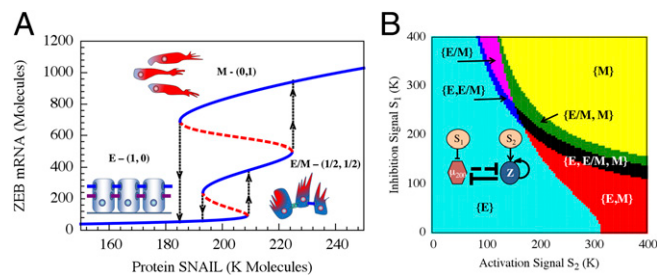 A
ZEB mRNA (Molecules)
1200
1000
800
600
400
200
0
M - (0,1)
E – (1, 0)
E/M – (1/2, 1/2)
160
180
200
220
240
Protein SNAIL (K Molecules)
B
Inhibition Signal S1 (K)
400
300
200
100
0
{E/M}
{E,E/M}
{M}
{E/M, M}
{E, E/M, M}
{E,M}
{E}
S1
S2
μ200
Z
0
100
200
300
400
Activation Signal S2 (K)